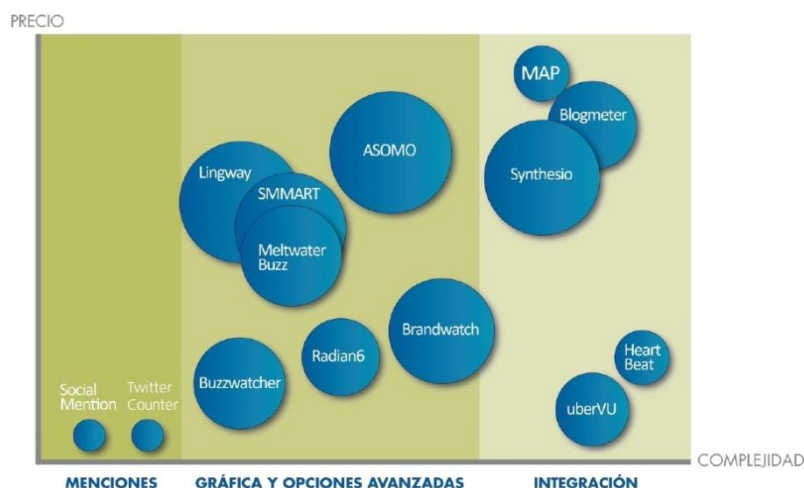 PRECIO
MAP
Blogmeter
ASOMO
Lingway
Synthesio
SMMART
Meltwater
Buzz
Brandwatch
Radian6
Heart
Beat
Buzzwatcher
Social
Mention
Twitter
Counter
uberVU
COMPLEJIDAD
MENCIONES
GRÁFICA Y OPCIONES AVANZADAS
INTEGRACIÓN